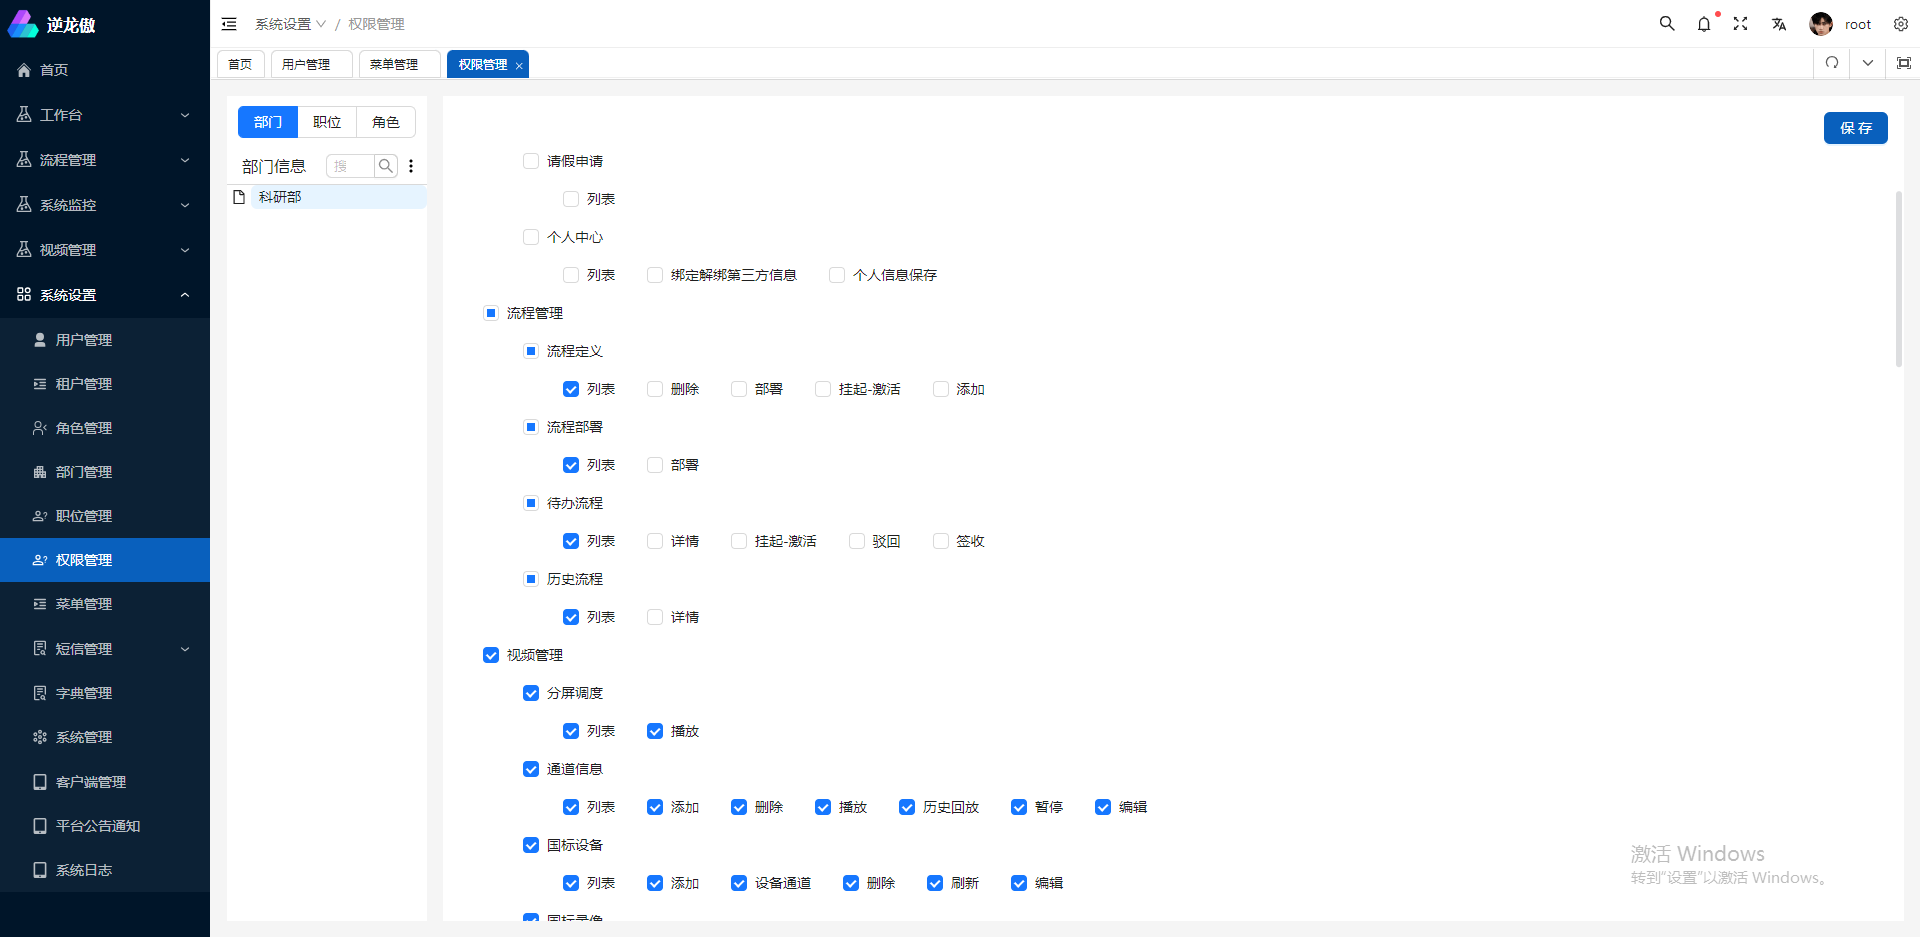 逆龙傲
首页
工作台
流程管理
系统监控
视频管理
系统设置
用户管理
租户管理
角色管理
部门管理
职位管理
权限管理
菜单管理
短信管理
字典管理
系统管理
客户端管理
平台公告通知
系统日志
系统设置 / 权限管理
root
首页 用户管理 菜单管理 权限管理
部门 职位 角色
部门信息 搜
科研部
保 存
请假申请
列表
个人中心
列表 绑定解绑第三方信息 个人信息保存
流程管理
流程定义
列表 删除 部署 挂起-激活 添加
流程部署
列表 部署
待办流程
列表 详情 挂起-激活 驳回 签收
历史流程
列表 详情
视频管理
分屏调度
列表 播放
通道信息
列表 添加 删除 播放 历史回放 暂停 编辑
国标设备
列表 添加 设备通道 删除 刷新 编辑
国标录像
激活 Windows
转到“设置”以激活 Windows。